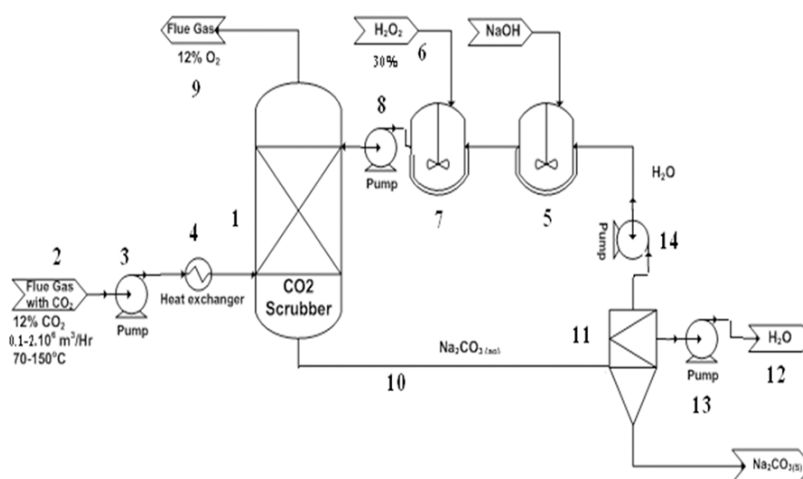 Flue Gas
12% O₂
9
H₂O₂
6
30%
NaOH
8
Pump
7
5
H₂O
Pump
14
1
2
3
4
Flue Gas
with CO₂
12% CO₂
0.1-2.10⁶ m³/Hr
70-150°C
Pump
Heat exchanger
CO2
Scrubber
Na₂CO₃(aq)
10
11
Pump
13
H₂O
12
Na₂CO₃(S)